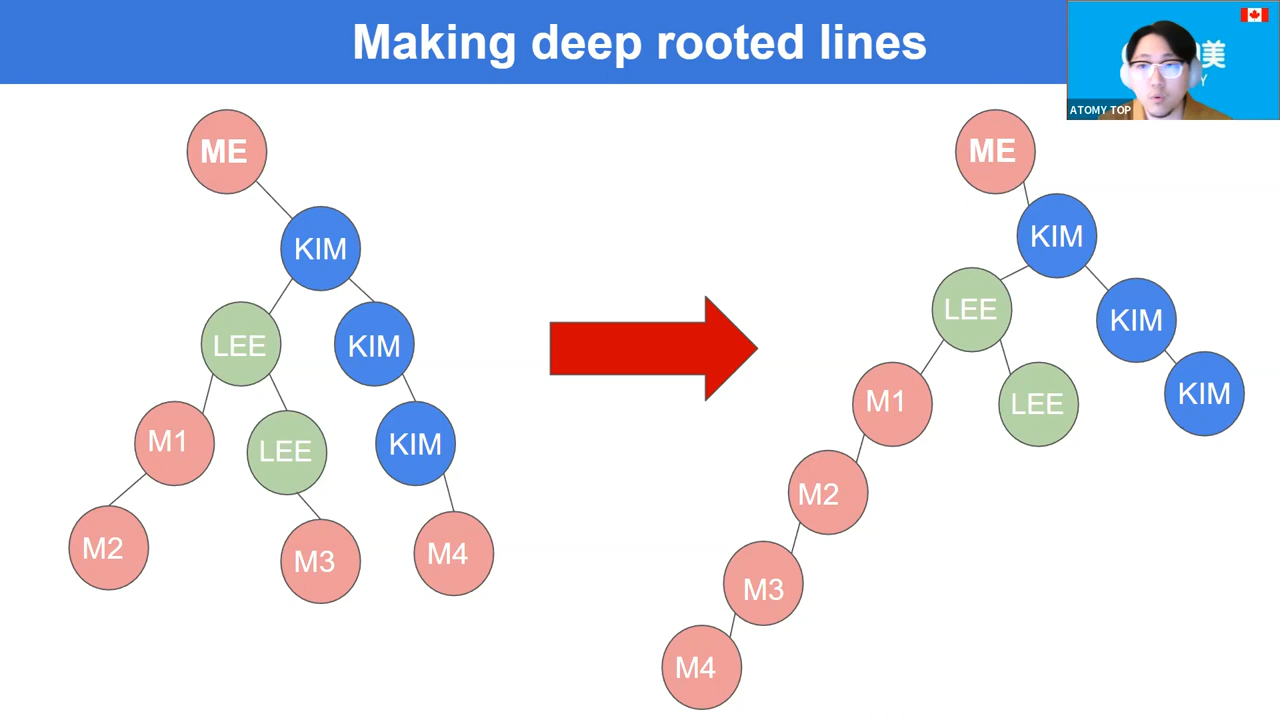 Making deep rooted lines
美
Y
ATOMY TOP
ME
KIM
LEE
KIM
M1
LEE
KIM
M2
M3
M4
ME
KIM
LEE
KIM
M1
LEE
KIM
M2
M3
M4